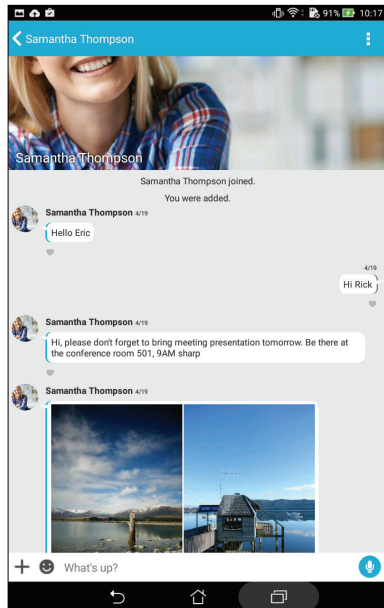 91% 10:17
Samantha Thompson
Samantha Thompson
Samantha Thompson joined.
You were added.
Samantha Thompson 4/19
Hello Eric
4/19
Hi Rick
Samantha Thompson 4/19
Hi, please don't forget to bring meeting presentation tomorrow. Be there at
the conference room 501, 9AM sharp
Samantha Thompson 4/19
What's up?